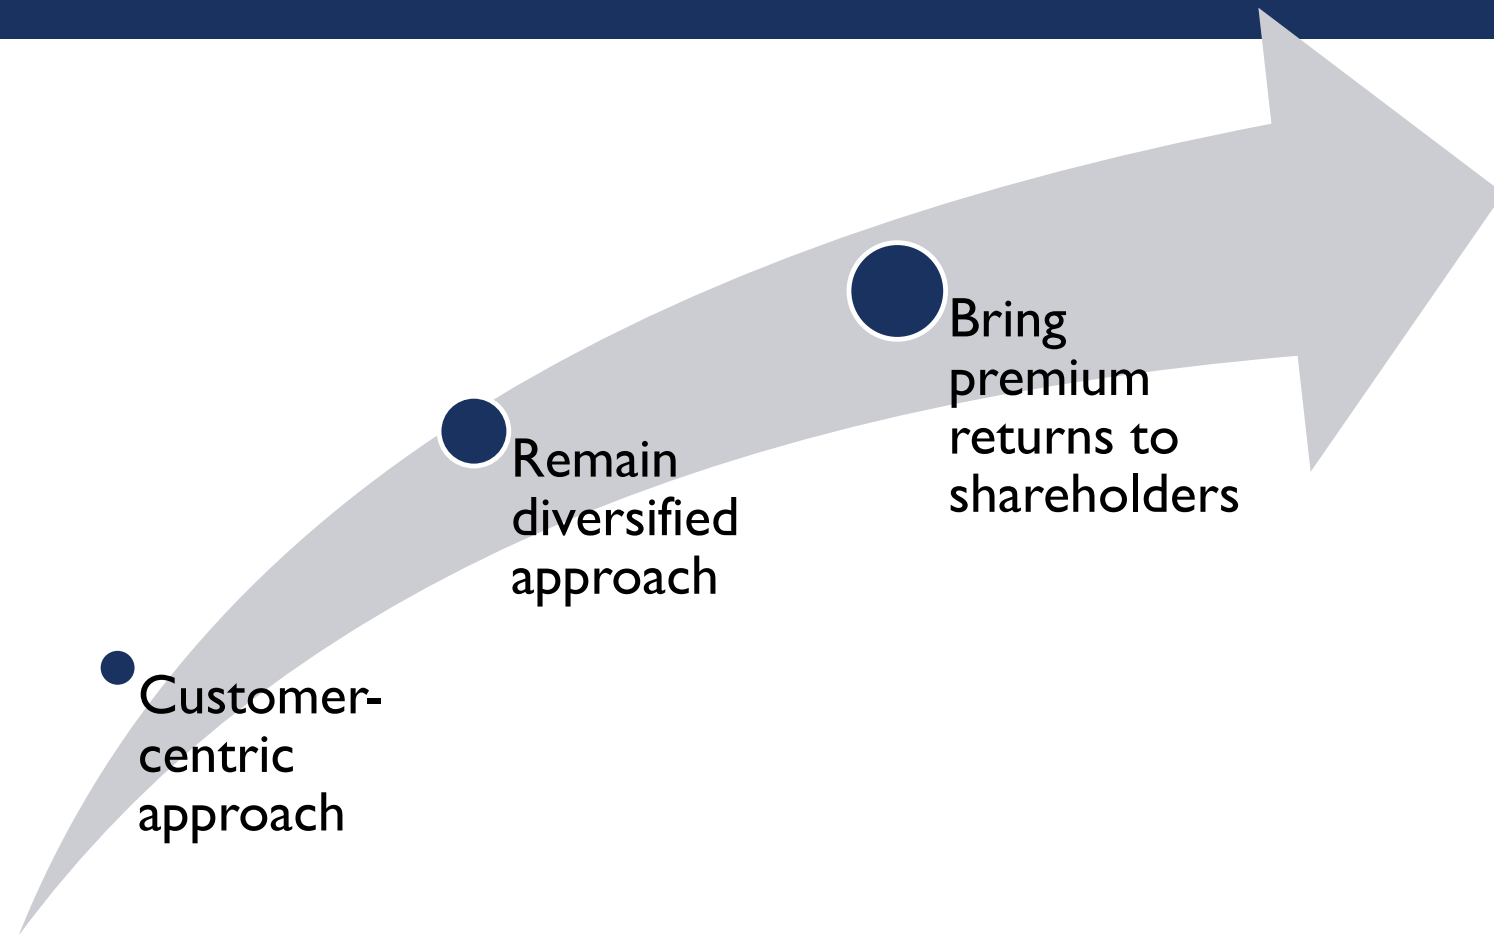 Customer-
centric
approach
Remain
diversified
approach
Bring
premium
returns to
shareholders